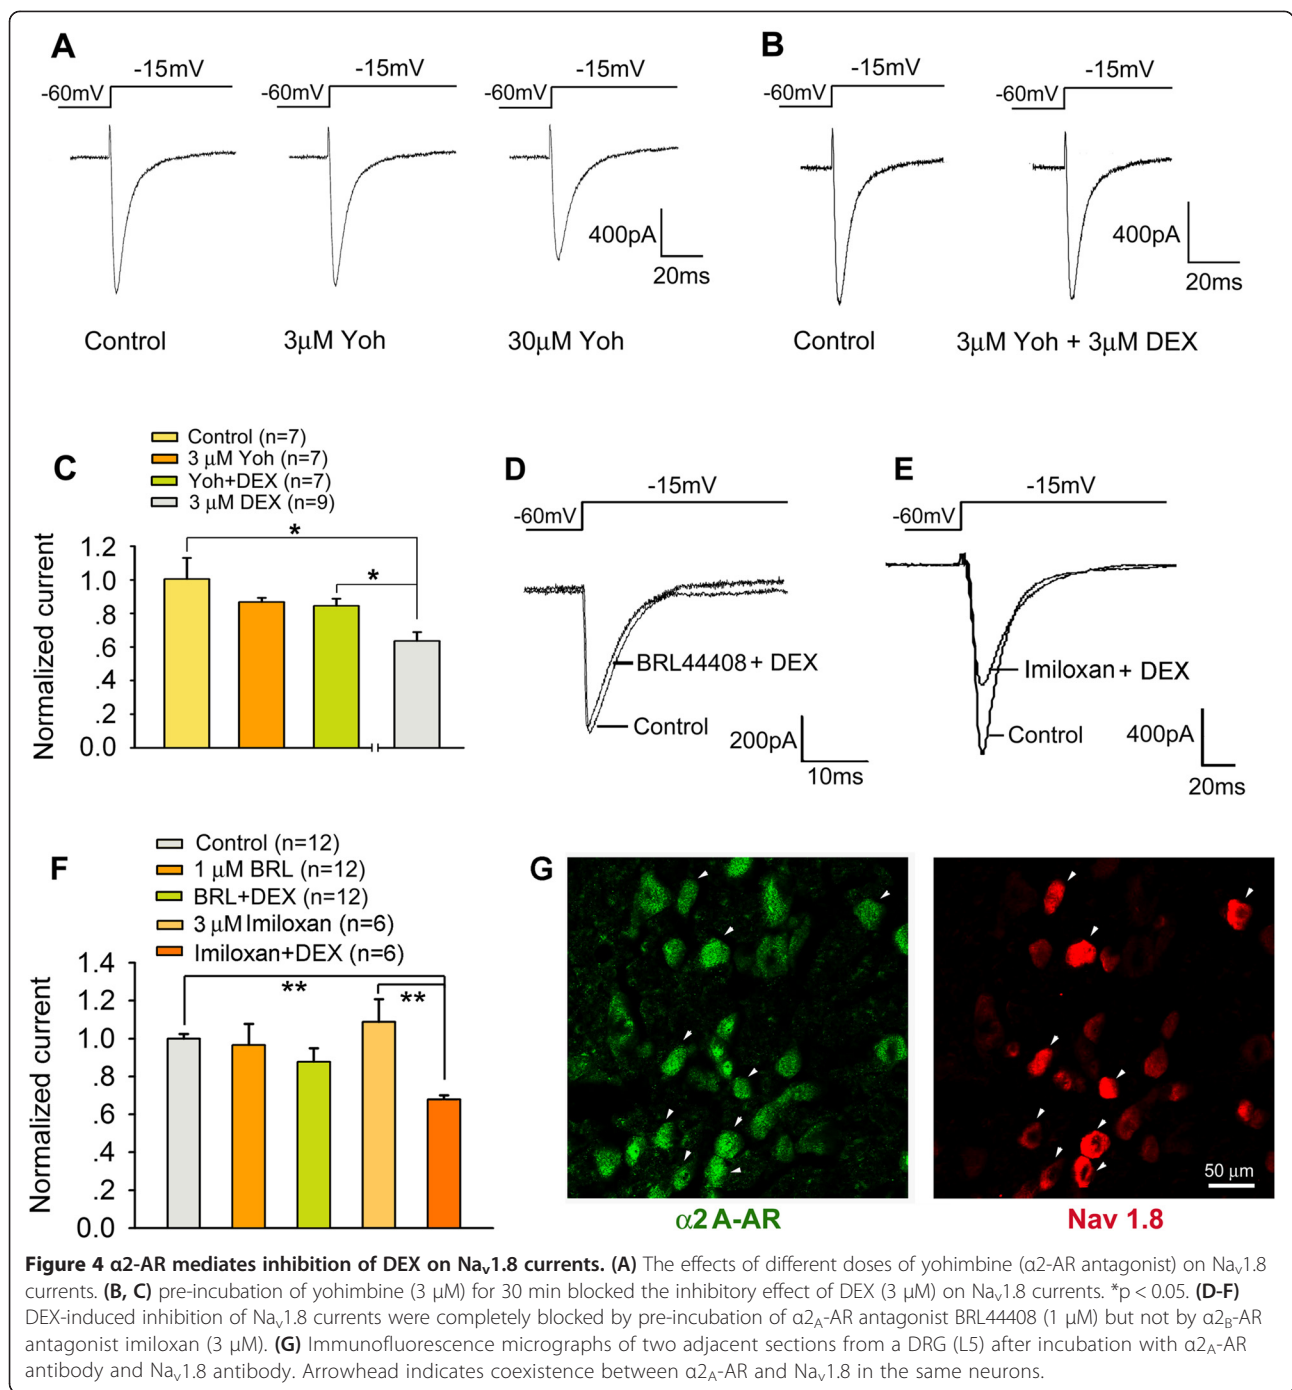 A
B
-15mV
-15mV
-15mV
-15mV
-15mV
-60mV
-60mV
-60mV
-60mV
-60mV
400pA
20ms
400pA
20ms
Control
3μM Yoh
30μM Yoh
Control
3μM Yoh + 3μM DEX
C
Control (n=7)
3 μM Yoh (n=7)
Yoh+DEX (n=7)
3 μM DEX (n=9)
*
*
Normalized current
1.2
1.0
.8
.6
.4
.2
0.0
D
-15mV
-60mV
BRL44408 + DEX
Control
200pA
10ms
E
-15mV
-60mV
Imiloxan + DEX
Control
400pA
20ms
F
Control (n=12)
1 μM BRL (n=12)
BRL+DEX (n=12)
3 μM Imiloxan (n=6)
Imiloxan+DEX (n=6)
**
**
Normalized current
1.4
1.2
1.0
.8
.6
.4
.2
0.0
G
50 μm
α2 A-AR
Nav 1.8
Figure 4 α2-AR mediates inhibition of DEX on Naᵥ1.8 currents. (A) The effects of different doses of yohimbine (α2-AR antagonist) on Naᵥ1.8
currents. (B, C) pre-incubation of yohimbine (3 μM) for 30 min blocked the inhibitory effect of DEX (3 μM) on Naᵥ1.8 currents. *p < 0.05. (D-F)
DEX-induced inhibition of Naᵥ1.8 currents were completely blocked by pre-incubation of α2A-AR antagonist BRL44408 (1 μM) but not by α2B-AR
antagonist imiloxan (3 μM). (G) Immunofluorescence micrographs of two adjacent sections from a DRG (L5) after incubation with α2A-AR
antibody and Naᵥ1.8 antibody. Arrowhead indicates coexistence between α2A-AR and Naᵥ1.8 in the same neurons.